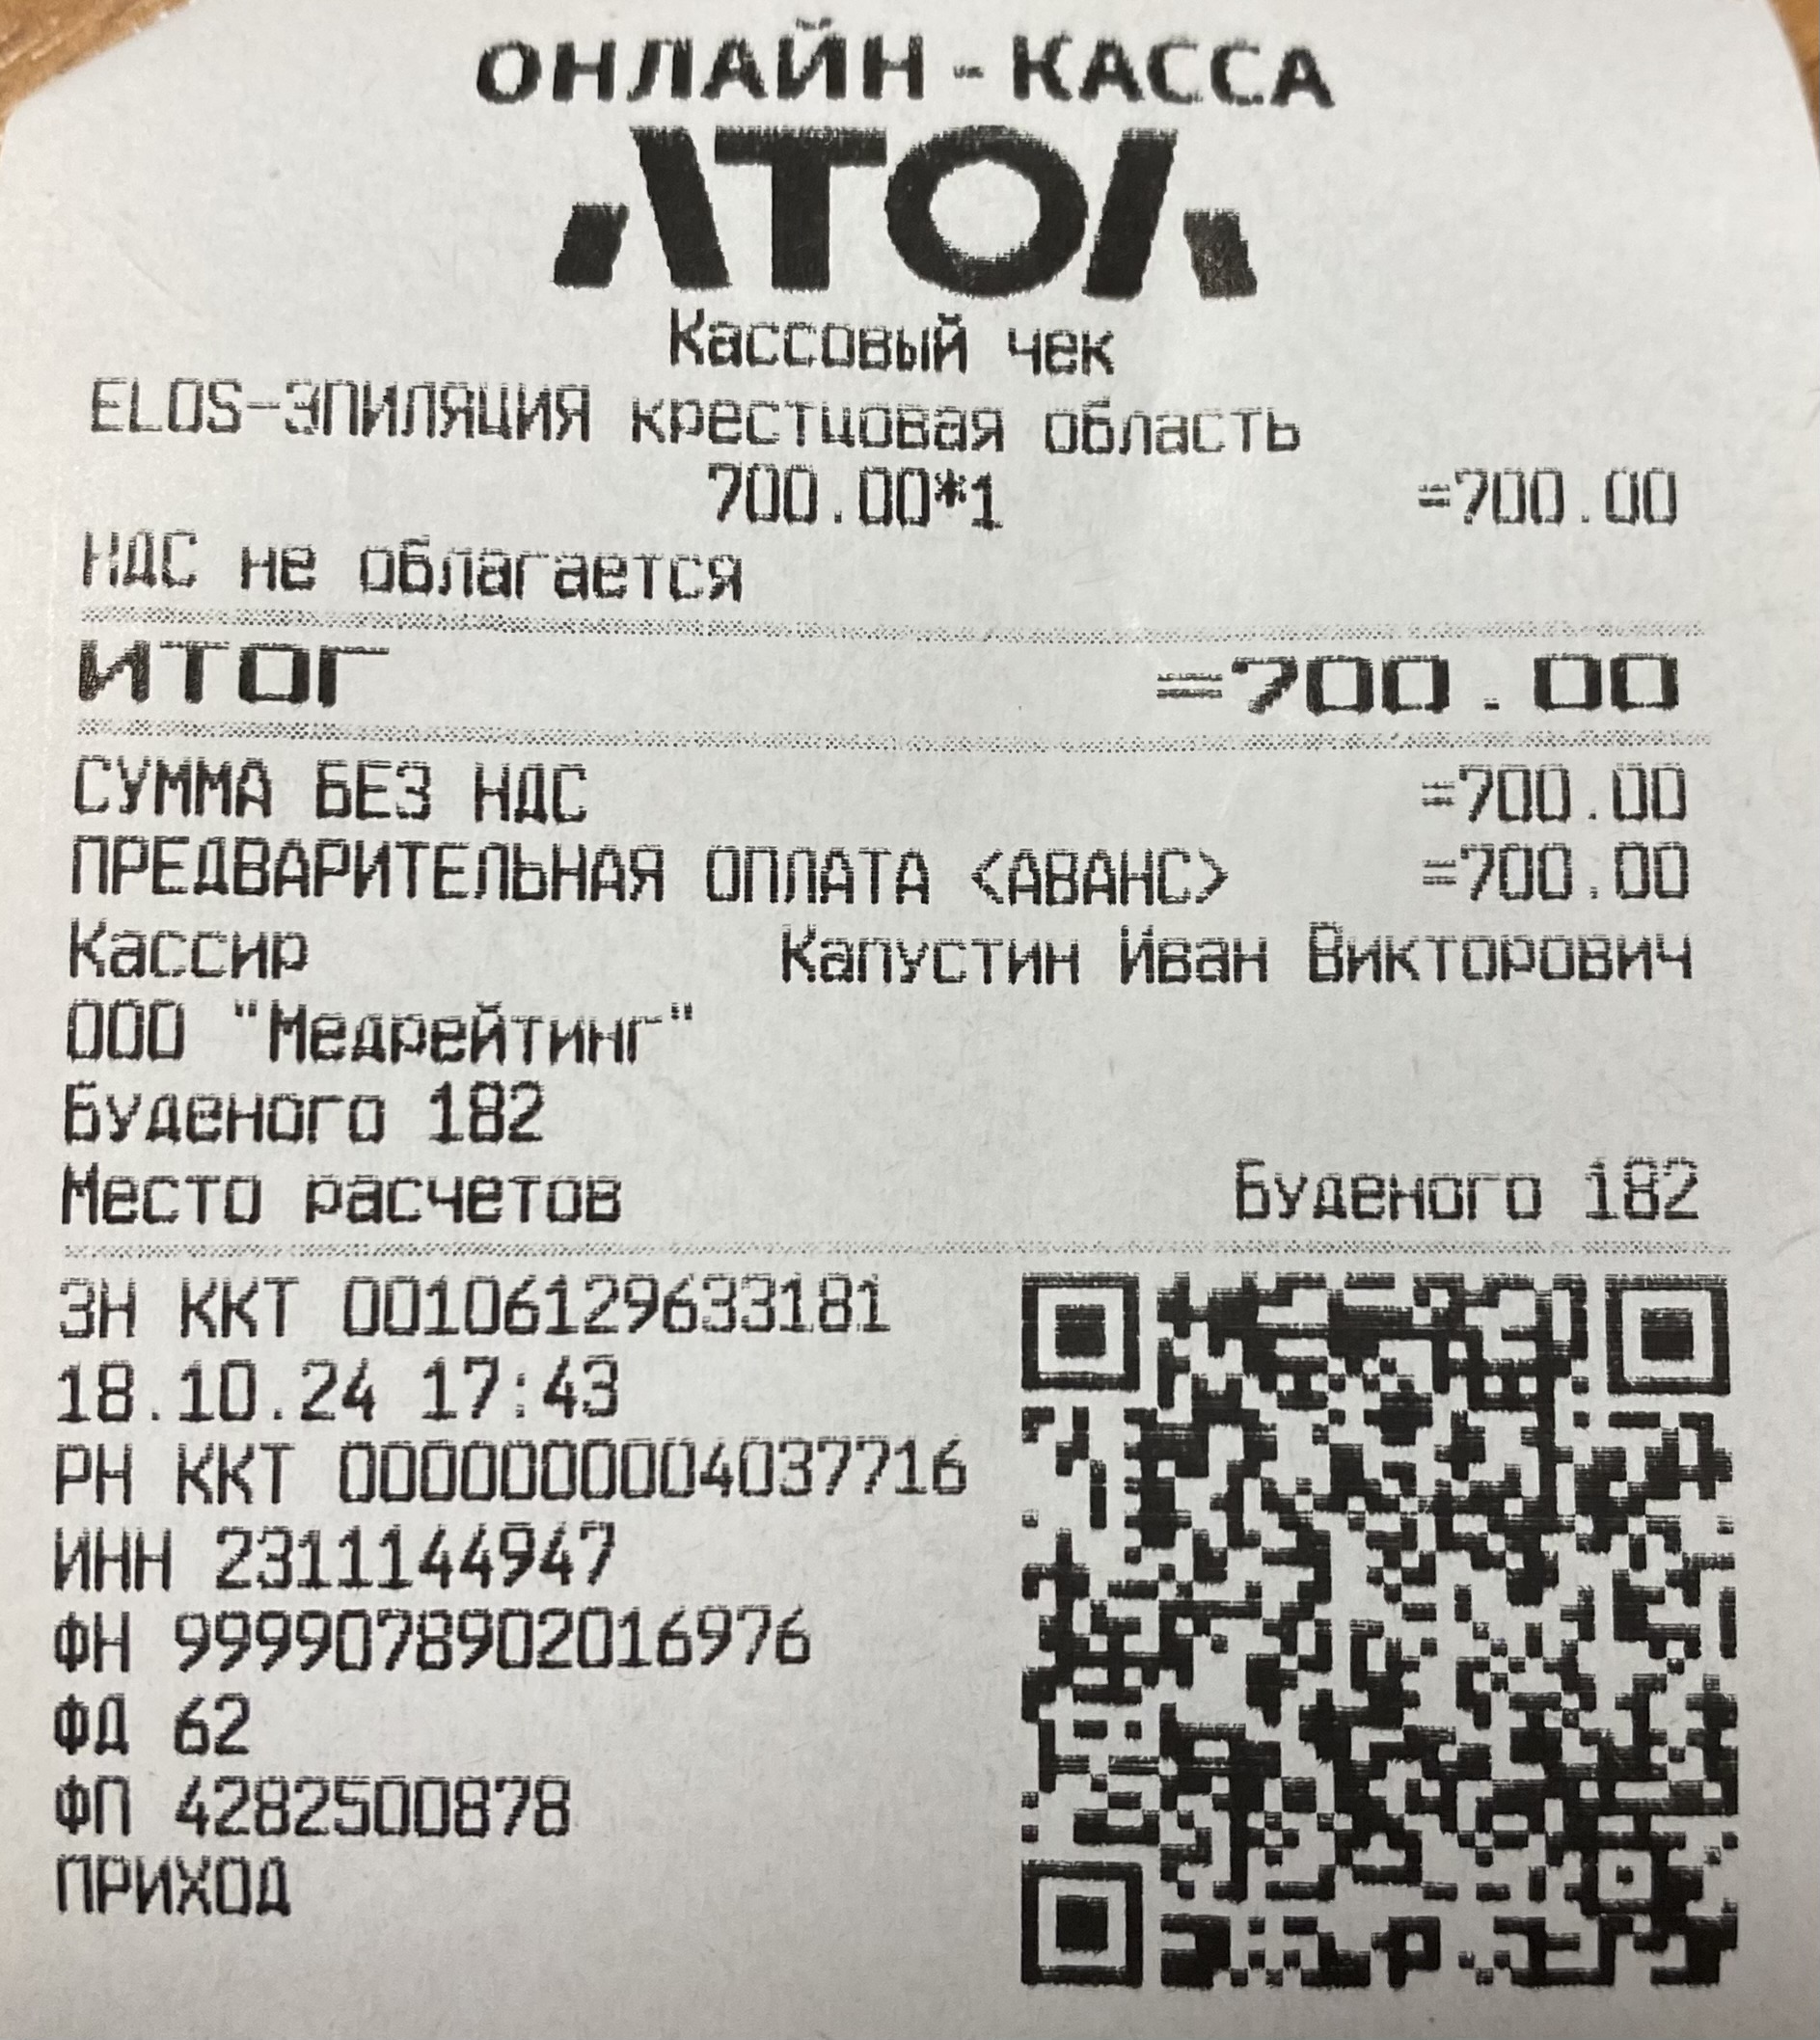 ОНЛАЙН - КАССА
АТОЛ
Кассовый чек
ELOS-ЭПИЛЯЦИЯ крестцовая область
700.00*1 =700.00
НДС не облагается
ИТОГ =700.00
СУММА БЕЗ НДС =700.00
ПРЕДВАРИТЕЛЬНАЯ ОПЛАТА <АВАНС> =700.00
Кассир Капустин Иван Викторович
ООО "Медрейтинг"
Буденого 182
Место расчетов Буденого 182
ЗН ККТ 00106129633181
18.10.24 17:43
РН ККТ 0000000004037716
ИНН 2311144947
ФН 9999078902016976
ФД 62
ФП 4282500878
ПРИХОД